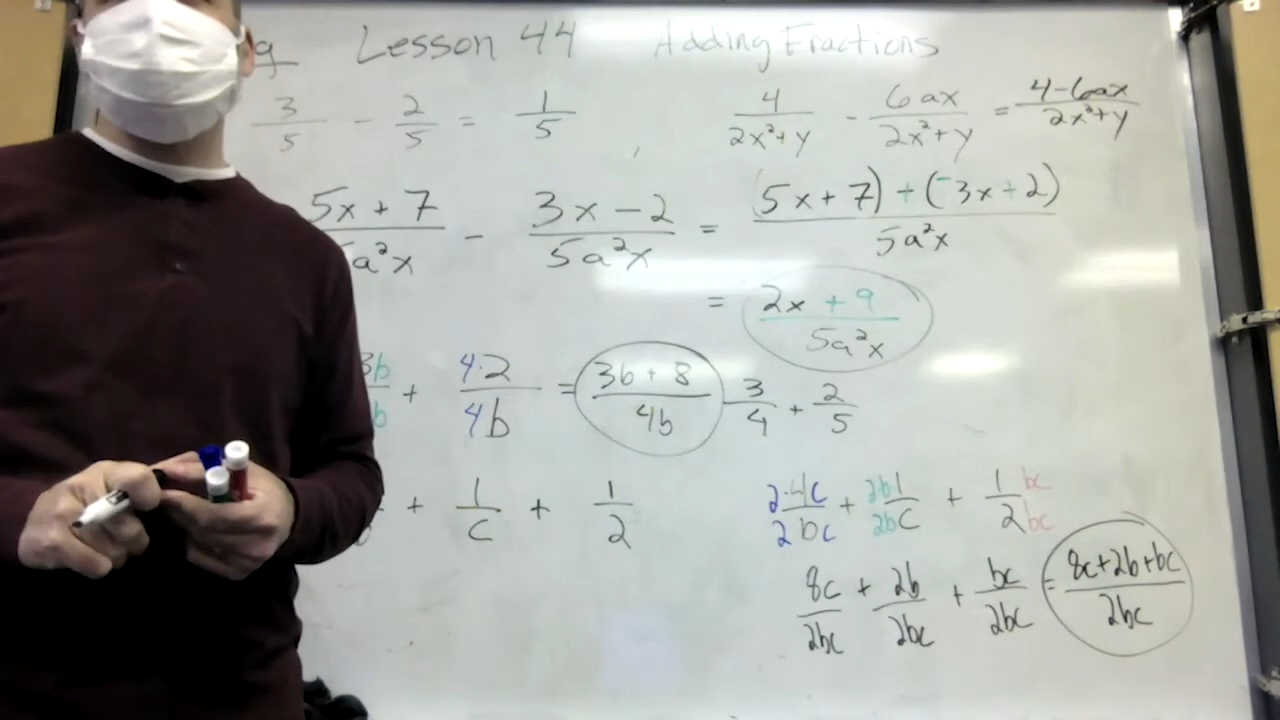 g Lesson 44 Adding Fractions
3/5 - 2/5 = 1/5
4/(2x²+y) - 6ax/(2x²+y) = (4-6ax)/(2x²+y)
(5x+7)/(5a²x) - (3x-2)/(5a²x) = ((5x+7)+(⁻3x+2))/(5a²x)
= (2x+9)/(5a²x)
3b/b + 4·2/4b = (3b+8)/4b
3/4 + 2/5
+ 1/c + 1/2
2·4c/2bc + 2b1/2bc + 1bc/2bc
8c/2bc + 2b/2bc + bc/2bc = (8c+2b+bc)/2bc